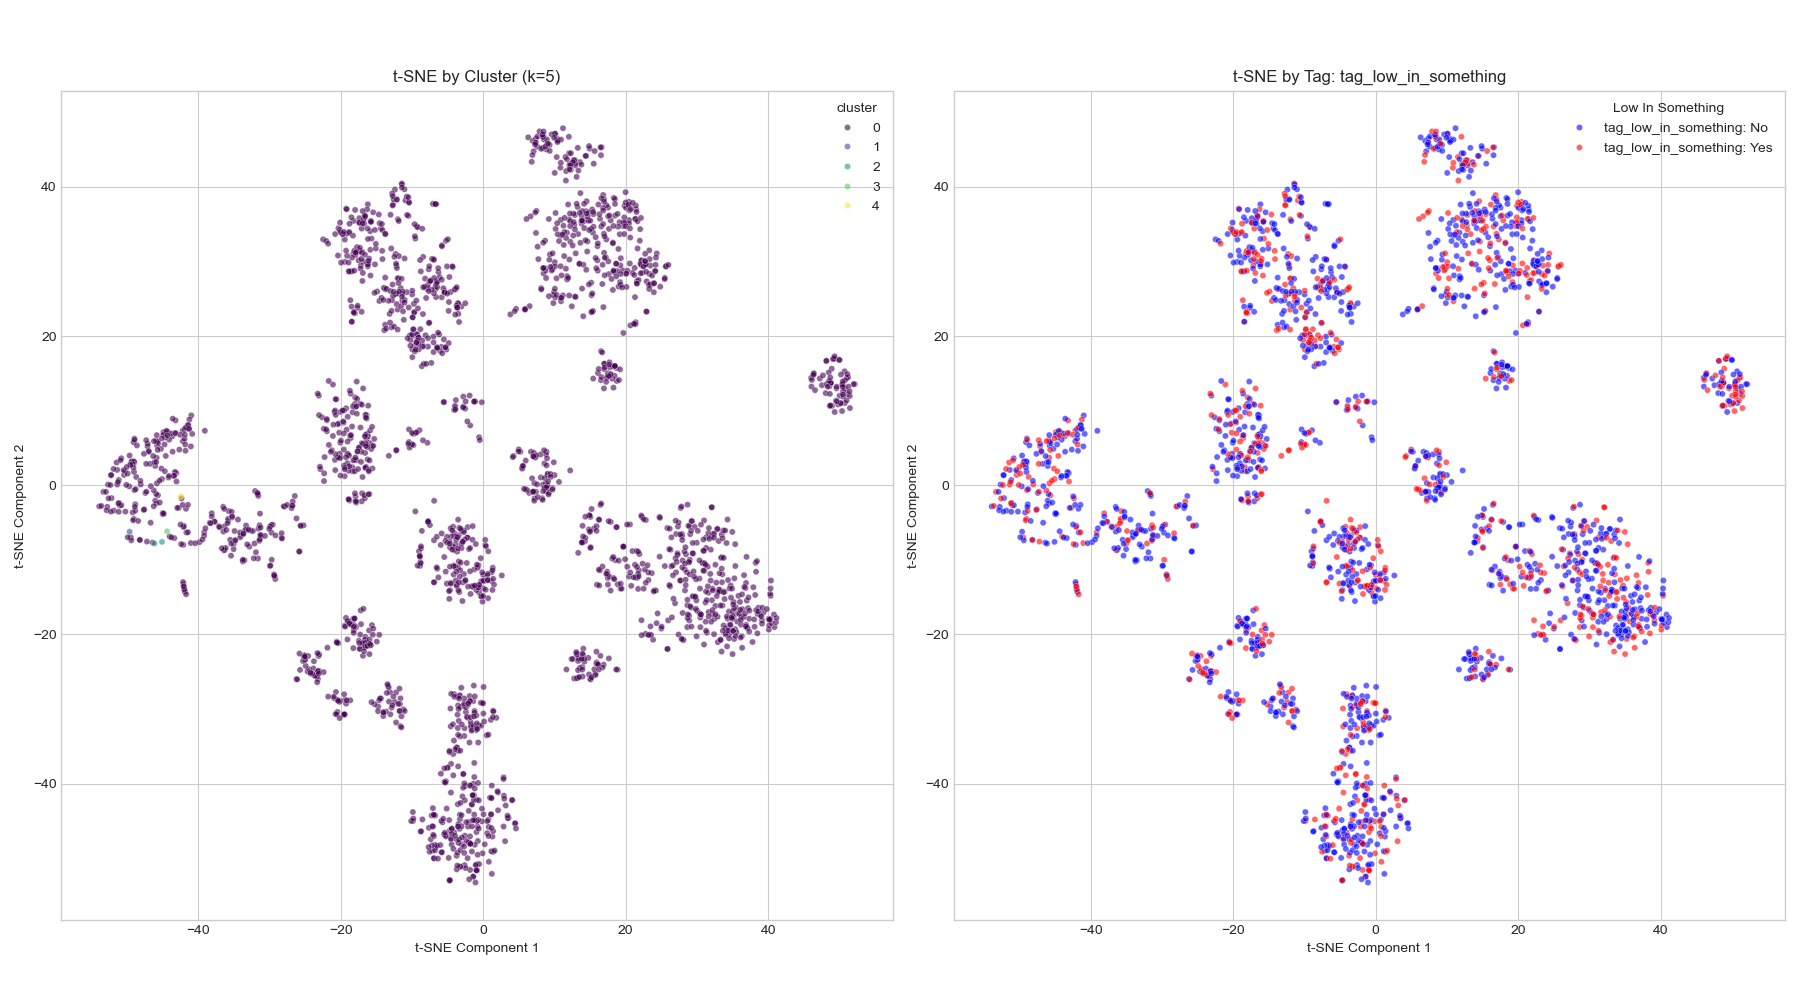 t-SNE by Cluster (k=5)
cluster
0
1
2
3
4
40
20
0
−20
−40
−40
−20
0
20
40
t-SNE Component 1
t-SNE Component 2
t-SNE by Tag: tag_low_in_something
Low In Something
tag_low_in_something: No
tag_low_in_something: Yes
40
20
0
−20
−40
−40
−20
0
20
40
t-SNE Component 1
t-SNE Component 2